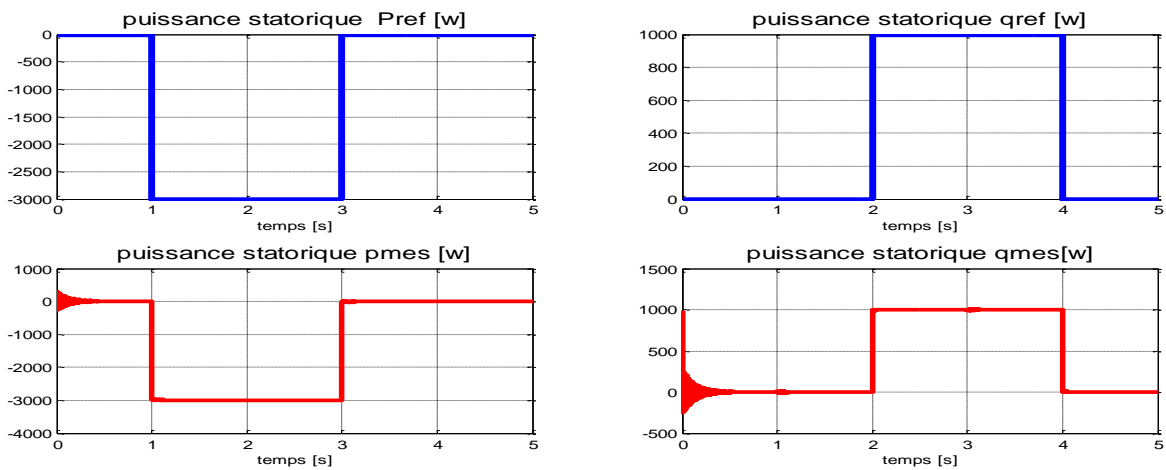 puissance statorique Pref [w]
0
-500
-1000
-1500
-2000
-2500
-3000
0 1 2 3 4 5
temps [s]
puissance statorique qref [w]
1000
800
600
400
200
0
0 1 2 3 4 5
temps [s]
puissance statorique pmes [w]
1000
0
-1000
-2000
-3000
-4000
0 1 2 3 4 5
temps [s]
puissance statorique qmes[w]
1500
1000
500
0
-500
0 1 2 3 4 5
temps [s]